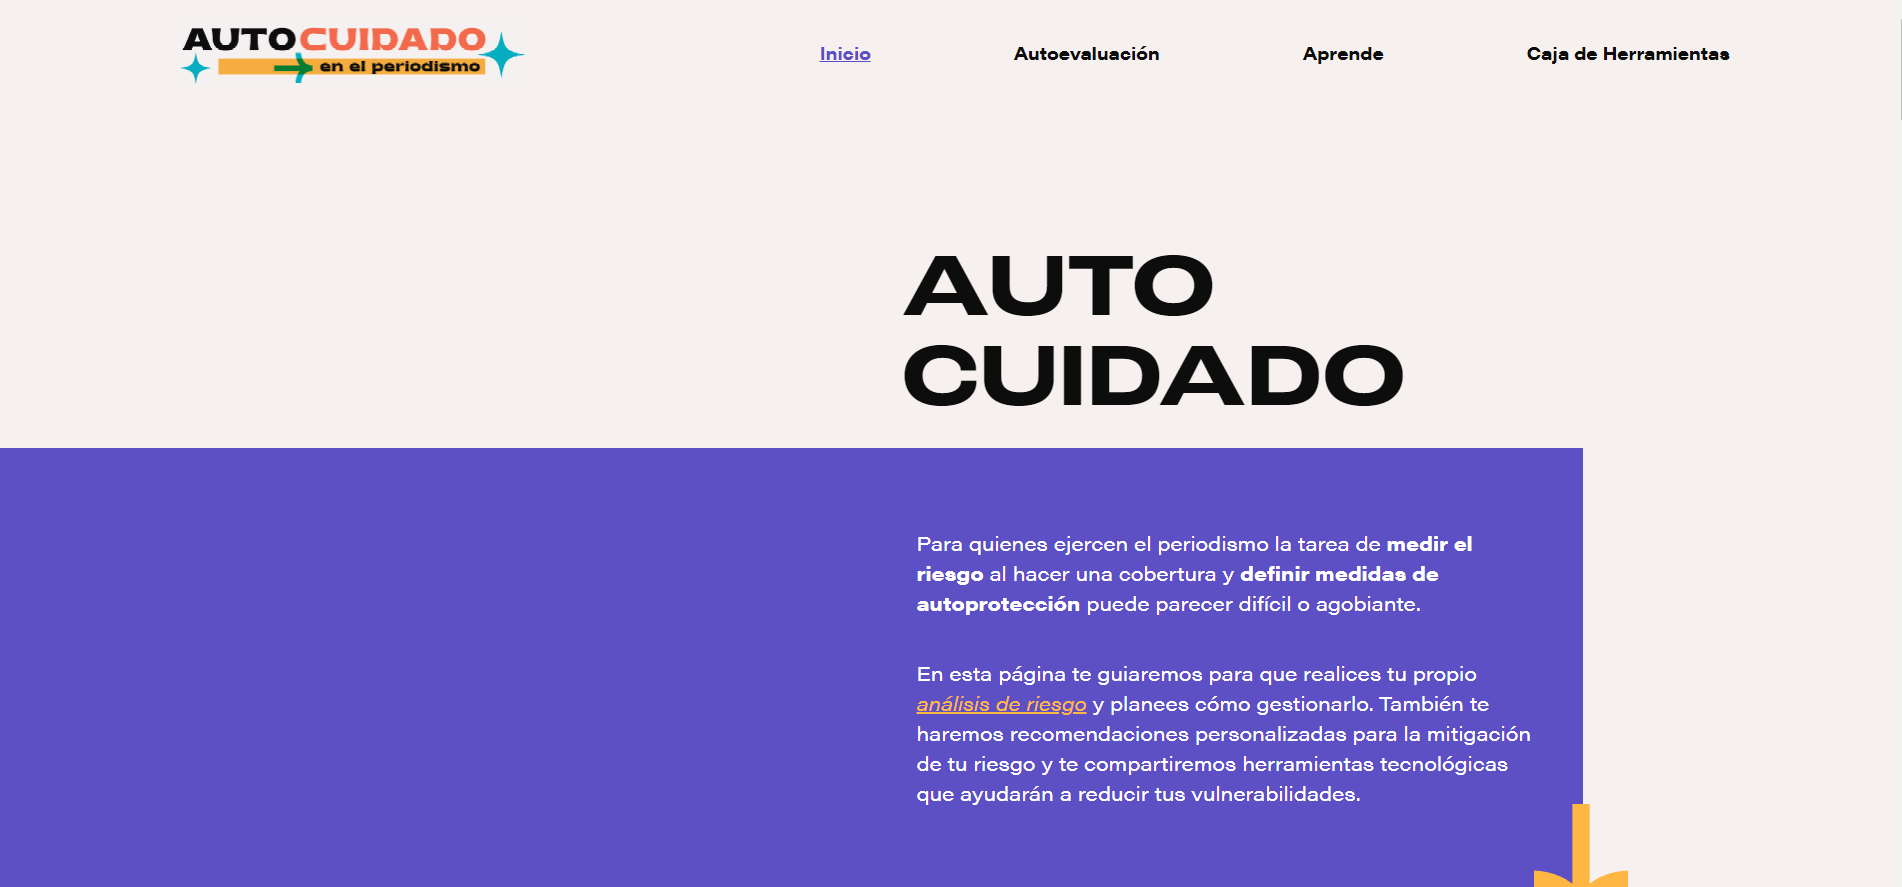 AUTOCUIDADO
en el periodismo
Inicio
Autoevaluación
Aprende
Caja de Herramientas
AUTO
CUIDADO
Para quienes ejercen el periodismo la tarea de medir el
riesgo al hacer una cobertura y definir medidas de
autoprotección puede parecer difícil o agobiante.
En esta página te guiaremos para que realices tu propio
análisis de riesgo y planees cómo gestionarlo. También te
haremos recomendaciones personalizadas para la mitigación
de tu riesgo y te compartiremos herramientas tecnológicas
que ayudarán a reducir tus vulnerabilidades.